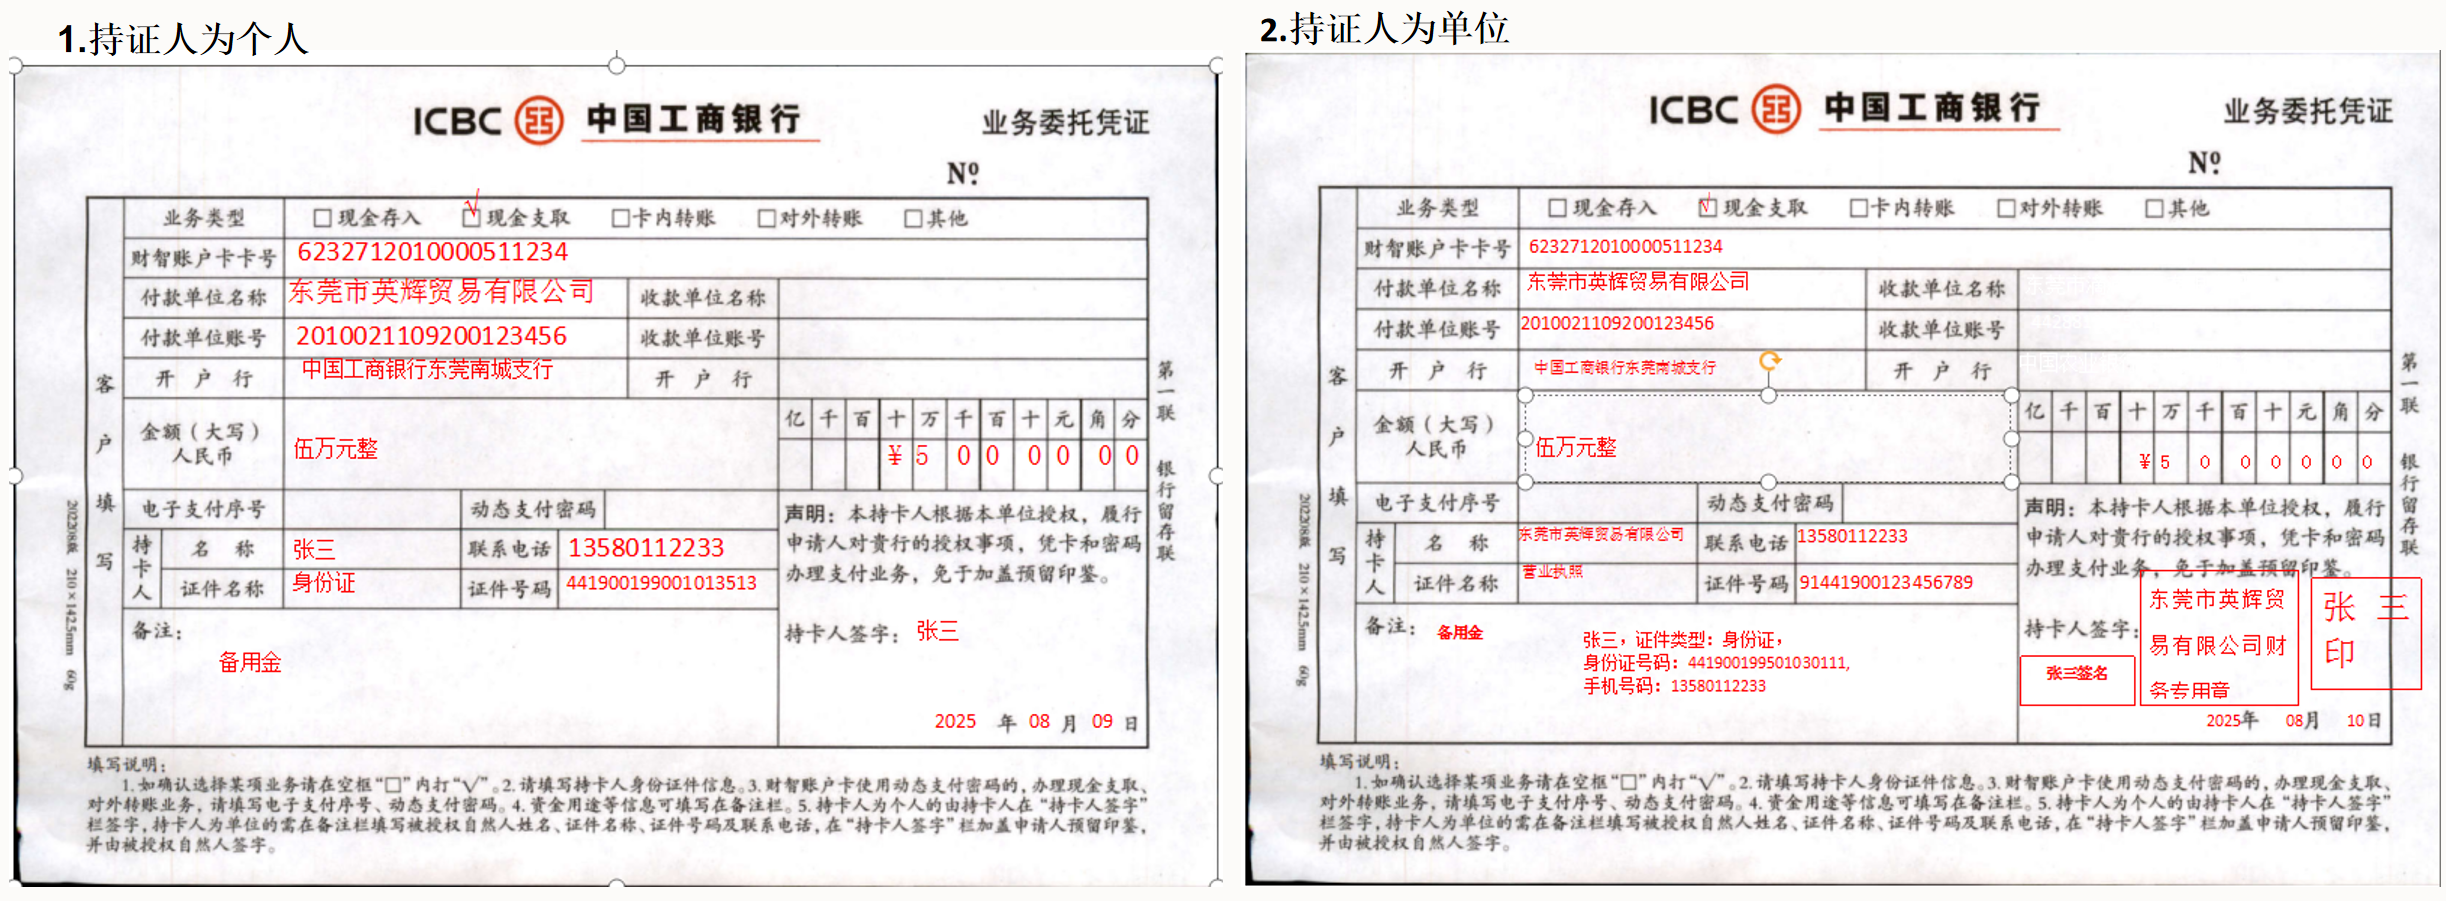 1.持证人为个人
ICBC 中国工商银行 业务委托凭证
Nº
业务类型 □现金存入 □√现金支取 □卡内转账 □对外转账 □其他
财智账户卡卡号 6232712010000511234
付款单位名称 东莞市英辉贸易有限公司 收款单位名称
付款单位账号 2010021109200123456 收款单位账号
开 户 行 中国工商银行东莞南城支行 开 户 行
金额（大写）人民币 伍万元整 亿 千 百 十 万 千 百 十 元 角 分
¥ 5 0 0 0 0 0 0
电子支付序号 动态支付密码
持卡人 名 称 张三 联系电话 13580112233
证件名称 身份证 证件号码 441900199001013513
备注：
备用金
声明：本持卡人根据本单位授权，履行
申请人对贵行的授权事项，凭卡和密码
办理支付业务，免于加盖预留印鉴。
持卡人签字：张三
2025 年 08 月 09 日
客户填写
第一联 银行留存联
202208版 210×142.5mm 60g
填写说明：
1.如确认选择某项业务请在空框“□”内打“√”。2.请填写持卡人身份证件信息。3.财智账户卡使用动态支付密码的，办理现金支取、
对外转账业务，请填写电子支付序号、动态支付密码。4.资金用途等信息可填写在备注栏。5.持卡人为个人的由持卡人在“持卡人签字”
栏签字，持卡人为单位的需在备注栏填写被授权自然人姓名、证件名称、证件号码及联系电话，在“持卡人签字”栏加盖申请人预留印鉴，
并由被授权自然人签字。
2.持证人为单位
ICBC 中国工商银行 业务委托凭证
Nº
业务类型 □现金存入 □√现金支取 □卡内转账 □对外转账 □其他
财智账户卡卡号 6232712010000511234
付款单位名称 东莞市英辉贸易有限公司 收款单位名称
付款单位账号 2010021109200123456 收款单位账号
开 户 行 中国工商银行东莞南城支行 开 户 行
金额（大写）人民币 伍万元整 亿 千 百 十 万 千 百 十 元 角 分
¥ 5 0 0 0 0 0 0
电子支付序号 动态支付密码
持卡人 名 称 东莞市英辉贸易有限公司 联系电话 13580112233
证件名称 营业执照 证件号码 91441900123456789
备注： 备用金
张三，证件类型：身份证，
身份证号码：441900199501030111,
手机号码：13580112233
声明：本持卡人根据本单位授权，履行
申请人对贵行的授权事项，凭卡和密码
办理支付业务，免于加盖预留印鉴。
持卡人签字：
张三签名
东莞市英辉贸
易有限公司财
务专用章
张 三
印
2025年 08月 10日
客户填写
第一联 银行留存联
202208版 210×142.5mm 60g
填写说明：
1.如确认选择某项业务请在空框“□”内打“√”。2.请填写持卡人身份证件信息。3.财智账户卡使用动态支付密码的，办理现金支取、
对外转账业务，请填写电子支付序号、动态支付密码。4.资金用途等信息可填写在备注栏。5.持卡人为个人的由持卡人在“持卡人签字”
栏签字，持卡人为单位的需在备注栏填写被授权自然人姓名、证件名称、证件号码及联系电话，在“持卡人签字”栏加盖申请人预留印鉴，
并由被授权自然人签字。